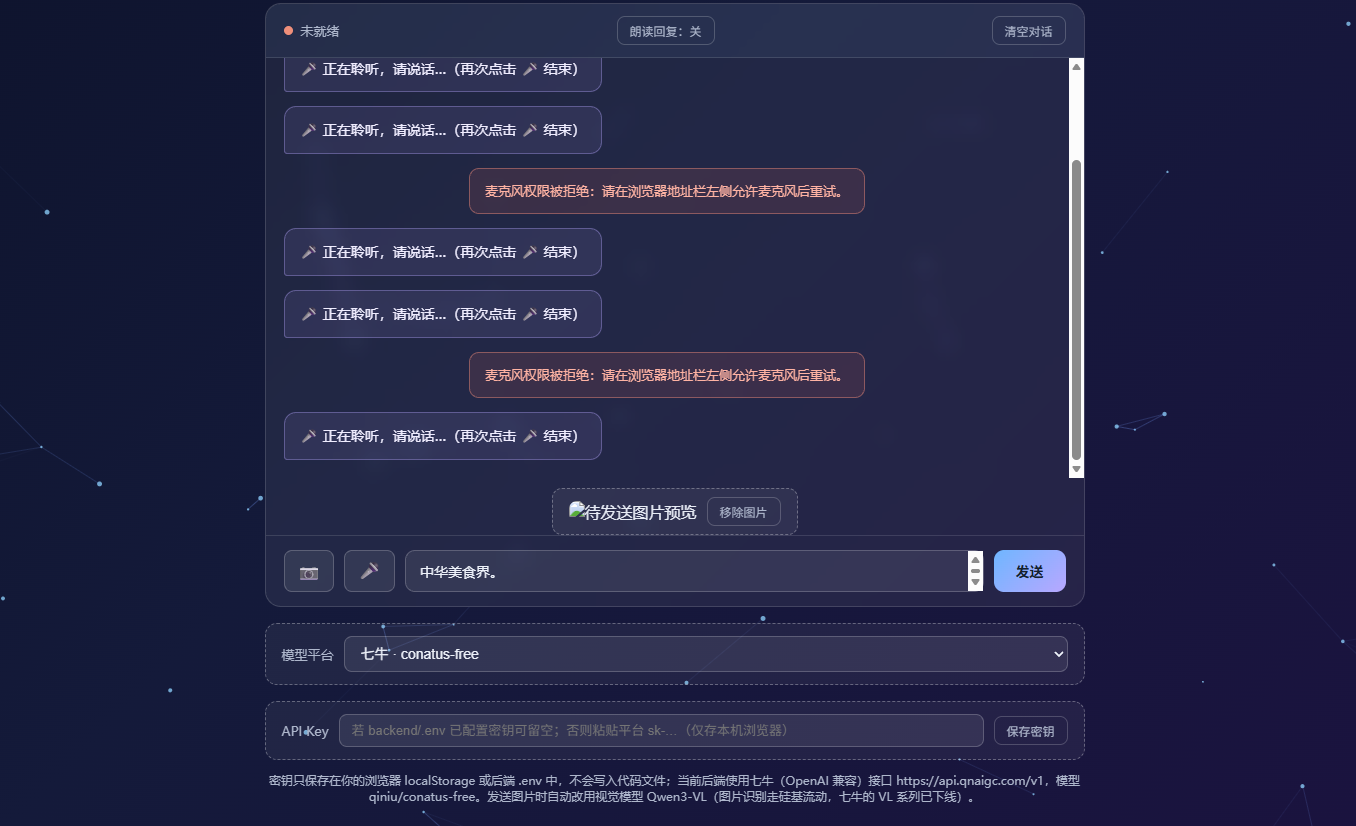 未就绪
朗读回复：关
清空对话
🎤 正在聆听，请说话...（再次点击 🎤 结束）
🎤 正在聆听，请说话...（再次点击 🎤 结束）
麦克风权限被拒绝：请在浏览器地址栏左侧允许麦克风后重试。
🎤 正在聆听，请说话...（再次点击 🎤 结束）
🎤 正在聆听，请说话...（再次点击 🎤 结束）
麦克风权限被拒绝：请在浏览器地址栏左侧允许麦克风后重试。
🎤 正在聆听，请说话...（再次点击 🎤 结束）
待发送图片预览
移除图片
中华美食界。
发送
模型平台
七牛 · conatus-free
API Key
若 backend/.env 已配置密钥可留空；否则粘贴平台 sk-...（仅存本机浏览器）
保存密钥
密钥只保存在你的浏览器 localStorage 或后端 .env 中，不会写入代码文件；当前后端使用七牛（OpenAI 兼容）接口 https://api.qnaigc.com/v1，模型
qiniu/conatus-free。发送图片时自动改用视觉模型 Qwen3-VL（图片识别走硅基流动，七牛的 VL 系列已下线）。